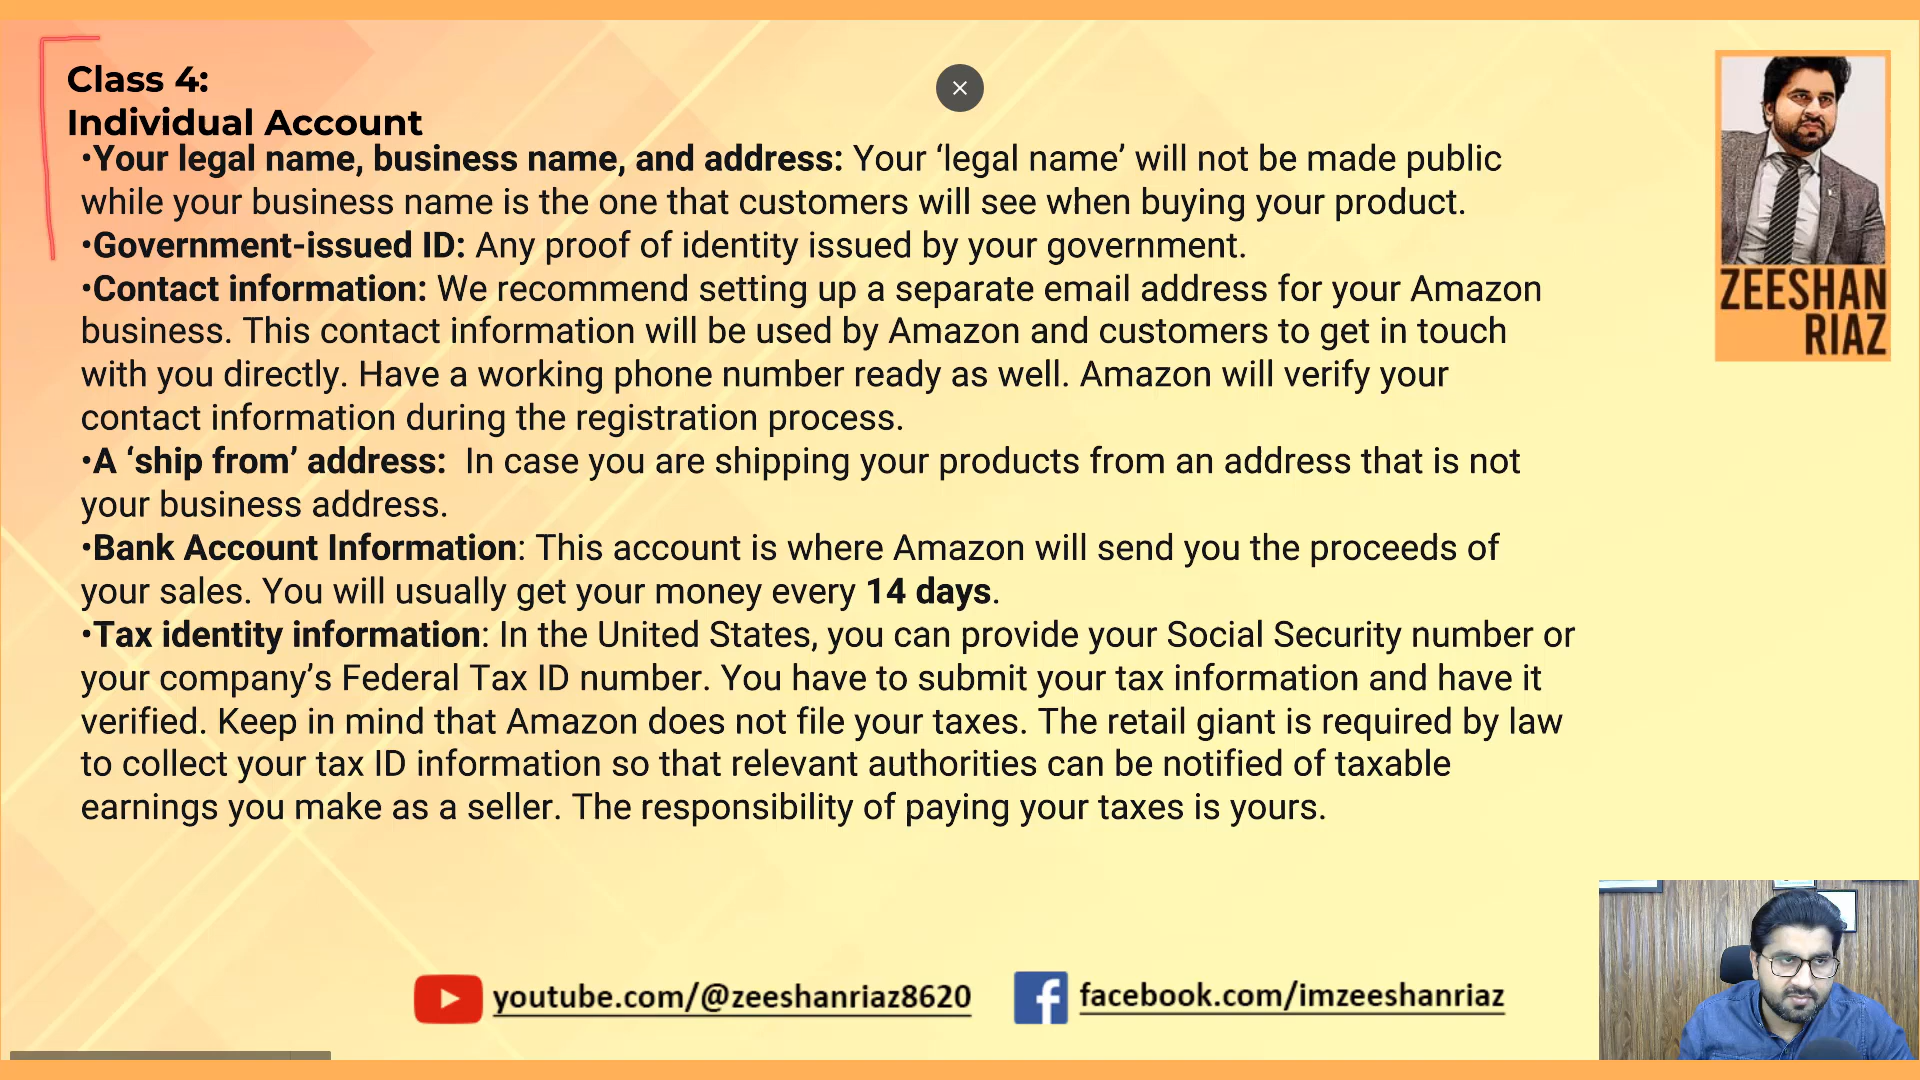 Class 4:
Individual Account
•Your legal name, business name, and address: Your ‘legal name’ will not be made public
while your business name is the one that customers will see when buying your product.
•Government-issued ID: Any proof of identity issued by your government.
•Contact information: We recommend setting up a separate email address for your Amazon
business. This contact information will be used by Amazon and customers to get in touch
with you directly. Have a working phone number ready as well. Amazon will verify your
contact information during the registration process.
•A ‘ship from’ address:  In case you are shipping your products from an address that is not
your business address.
•Bank Account Information: This account is where Amazon will send you the proceeds of
your sales. You will usually get your money every 14 days.
•Tax identity information: In the United States, you can provide your Social Security number or
your company’s Federal Tax ID number. You have to submit your tax information and have it
verified. Keep in mind that Amazon does not file your taxes. The retail giant is required by law
to collect your tax ID information so that relevant authorities can be notified of taxable
earnings you make as a seller. The responsibility of paying your taxes is yours.
ZEESHAN
RIAZ
youtube.com/@zeeshanriaz8620
facebook.com/imzeeshanriaz